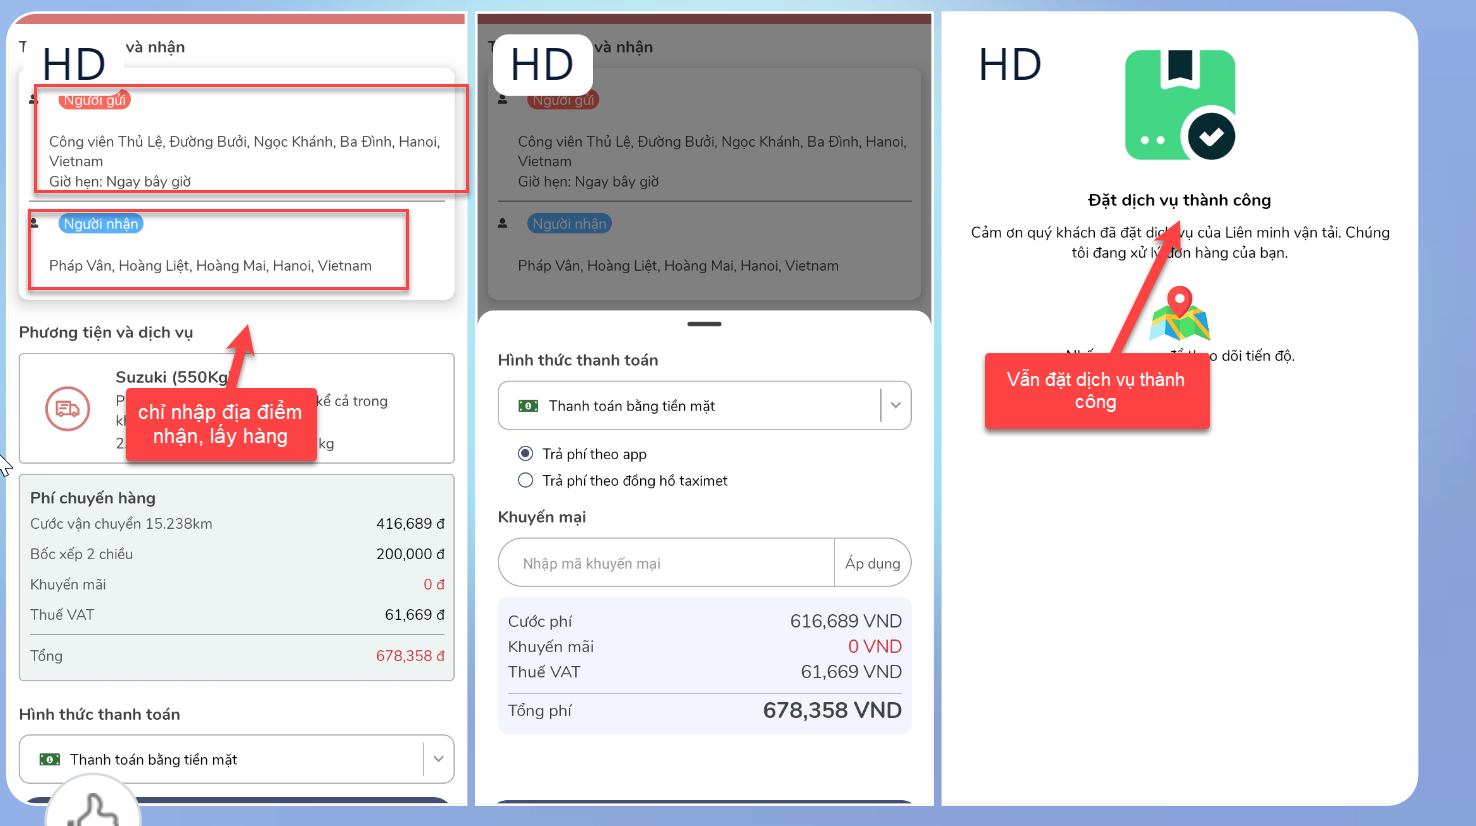 HD
và nhận
Người gửi
Công viên Thủ Lệ, Đường Bưởi, Ngọc Khánh, Ba Đình, Hanoi,
Vietnam
Giờ hẹn: Ngay bây giờ
Người nhận
Pháp Vân, Hoàng Liệt, Hoàng Mai, Hanoi, Vietnam
Phương tiện và dịch vụ
Suzuki (550Kg
kể cả trong
kg
chỉ nhập địa điểm
nhận, lấy hàng
Phí chuyến hàng
Cước vận chuyển 15.238km 416,689 đ
Bốc xếp 2 chiều 200,000 đ
Khuyến mãi 0 đ
Thuế VAT 61,669 đ
Tổng 678,358 đ
Hình thức thanh toán
Thanh toán bằng tiền mặt
HD
và nhận
Người gửi
Công viên Thủ Lệ, Đường Bưởi, Ngọc Khánh, Ba Đình, Hanoi,
Vietnam
Giờ hẹn: Ngay bây giờ
Người nhận
Pháp Vân, Hoàng Liệt, Hoàng Mai, Hanoi, Vietnam
Hình thức thanh toán
Thanh toán bằng tiền mặt
Trả phí theo app
Trả phí theo đồng hồ taximet
Khuyến mại
Nhập mã khuyến mại Áp dụng
Cước phí 616,689 VND
Khuyến mãi 0 VND
Thuế VAT 61,669 VND
Tổng phí 678,358 VND
HD
Đặt dịch vụ thành công
Cảm ơn quý khách đã đặt dịch vụ của Liên minh vận tải. Chúng
tôi đang xử lý đơn hàng của bạn.
để theo dõi tiến độ.
Vẫn đặt dịch vụ thành
công